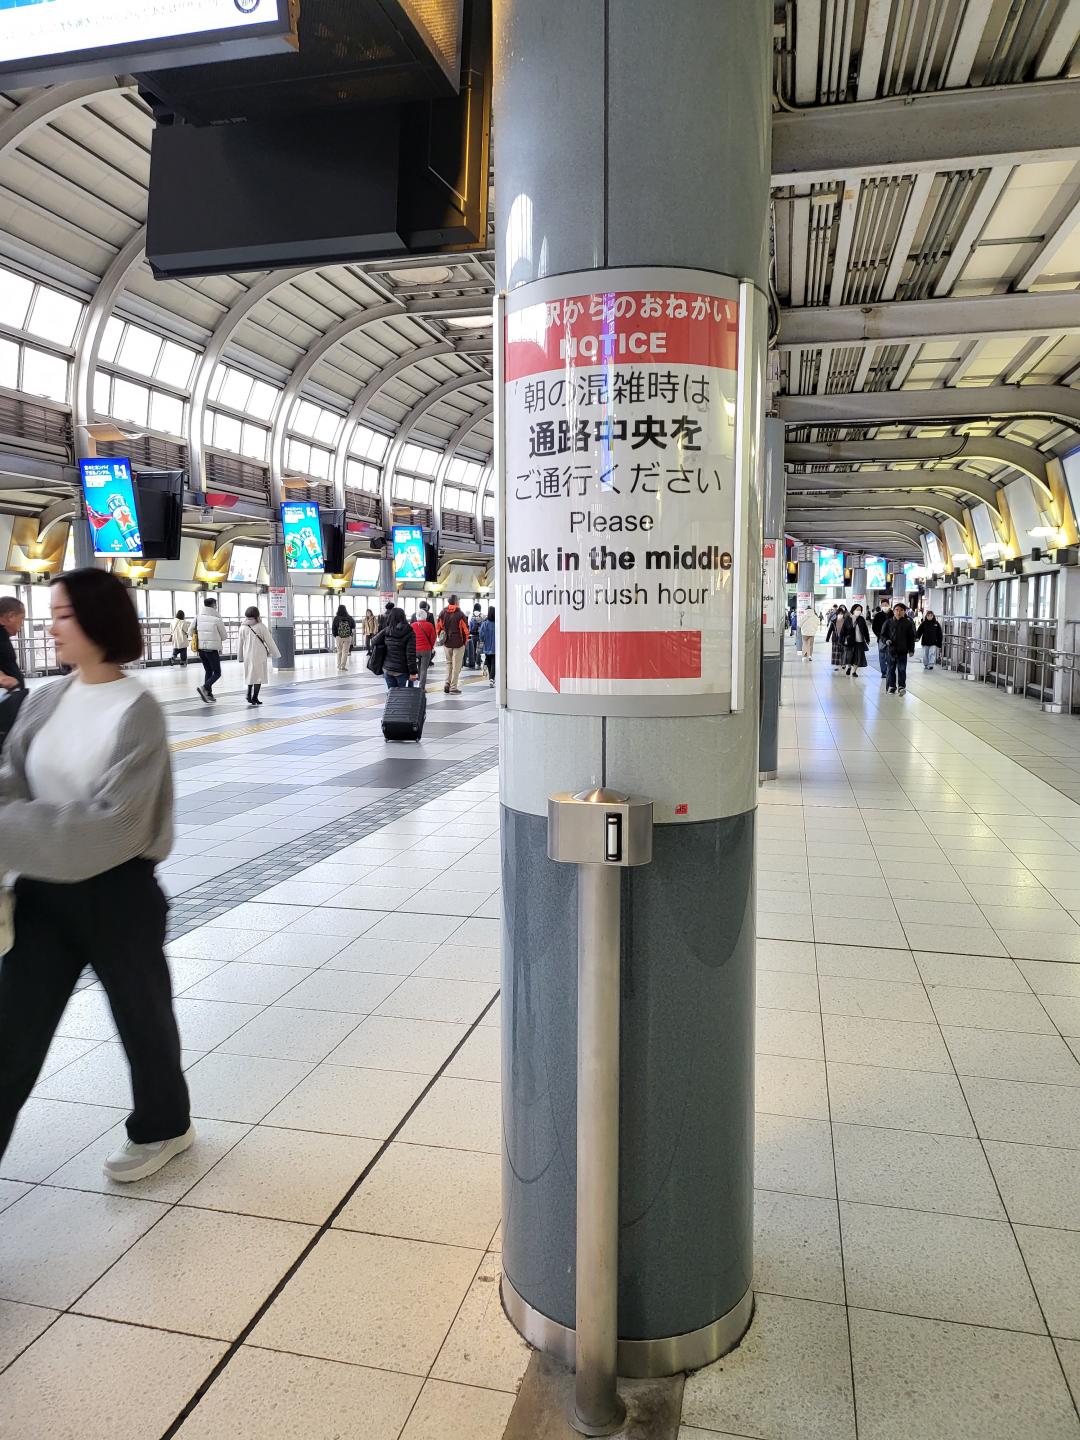 駅からのおねがい
NOTICE
朝の混雑時は
通路中央を
ご通行ください
Please
walk in the middle
during rush hour